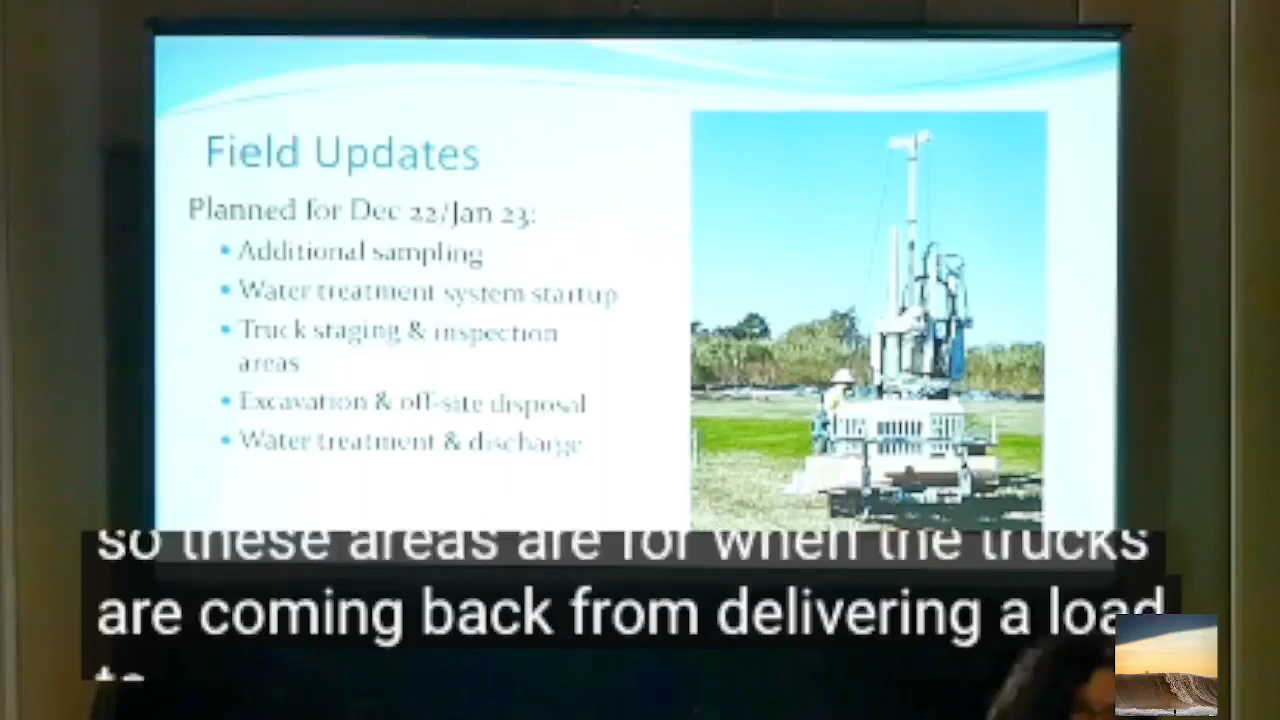 Field Updates
Planned for Dec 22/Jan 23:
• Additional sampling
• Water treatment system startup
• Truck staging & inspection
areas
• Excavation & off-site disposal
• Water treatment & discharge
so these areas are for when the trucks
are coming back from delivering a load
to